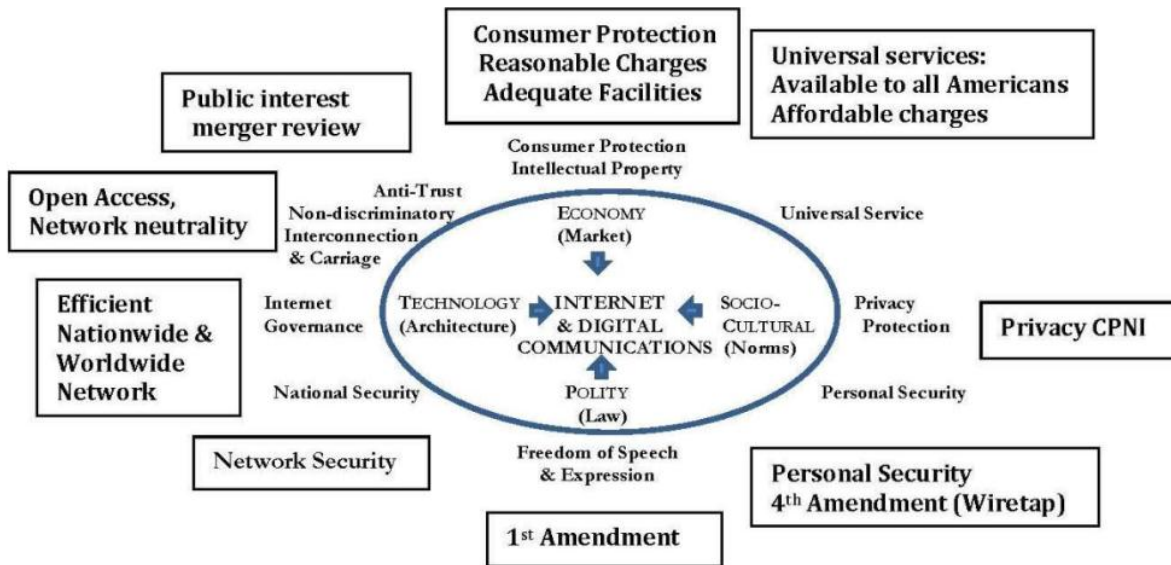 Consumer Protection
Reasonable Charges
Adequate Facilities
Universal services:
Available to all Americans
Affordable charges
Public interest
merger review
Consumer Protection
Intellectual Property
Open Access,
Network neutrality
Anti-Trust
Non-discriminatory
Interconnection
& Carriage
ECONOMY
(Market)
Universal Service
Efficient
Nationwide &
Worldwide
Network
Internet
Governance
TECHNOLOGY
(Architecture)
INTERNET
& DIGITAL
COMMUNICATIONS
SOCIO-
CULTURAL
(Norms)
Privacy
Protection
Privacy CPNI
National Security
POLITY
(Law)
Personal Security
Network Security
Freedom of Speech
& Expression
Personal Security
4th Amendment (Wiretap)
1st Amendment